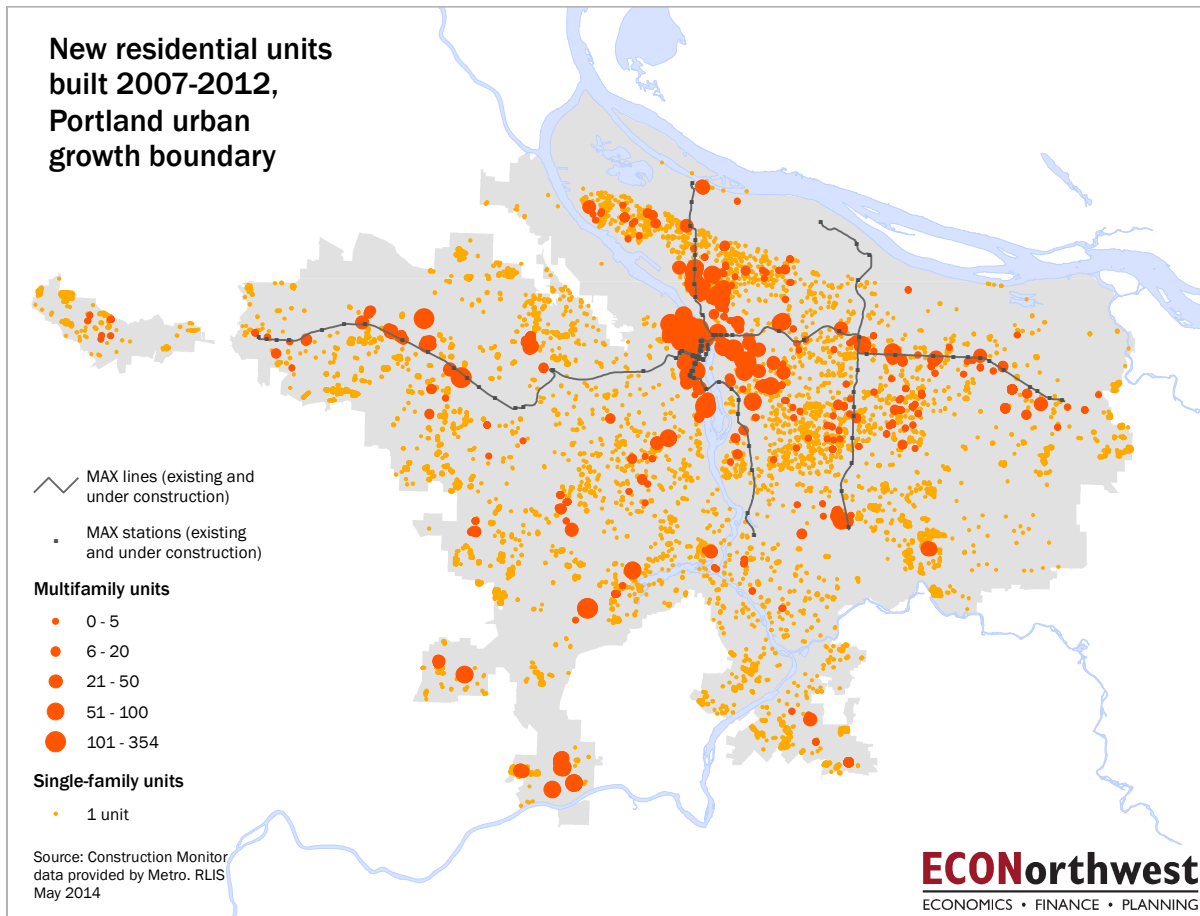 New residential units
built 2007-2012,
Portland urban
growth boundary
MAX lines (existing and
under construction)
MAX stations (existing
and under construction)
Multifamily units
0 - 5
6 - 20
21 - 50
51 - 100
101 - 354
Single-family units
1 unit
Source: Construction Monitor
data provided by Metro. RLIS
May 2014
ECONorthwest
ECONOMICS • FINANCE • PLANNING